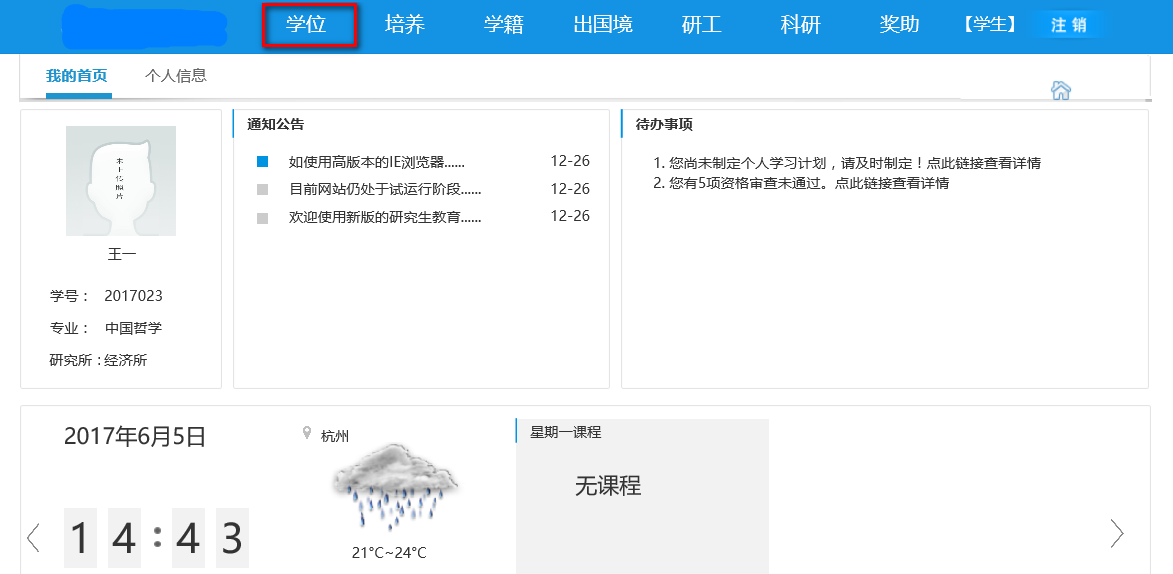 学位 培养 学籍 出国境 研工 科研 奖助 【学生】 注 销
我的首页 个人信息
未上传照片
王一
学号： 2017023
专业： 中国哲学
研究所：经济所
通知公告
如使用高版本的IE浏览器...... 12-26
目前网站仍处于试运行阶段...... 12-26
欢迎使用新版的研究生教育...... 12-26
待办事项
1. 您尚未制定个人学习计划，请及时制定！点此链接查看详情
2. 您有5项资格审查未通过。点此链接查看详情
2017年6月5日
14:43
杭州
21°C~24°C
星期一课程
无课程